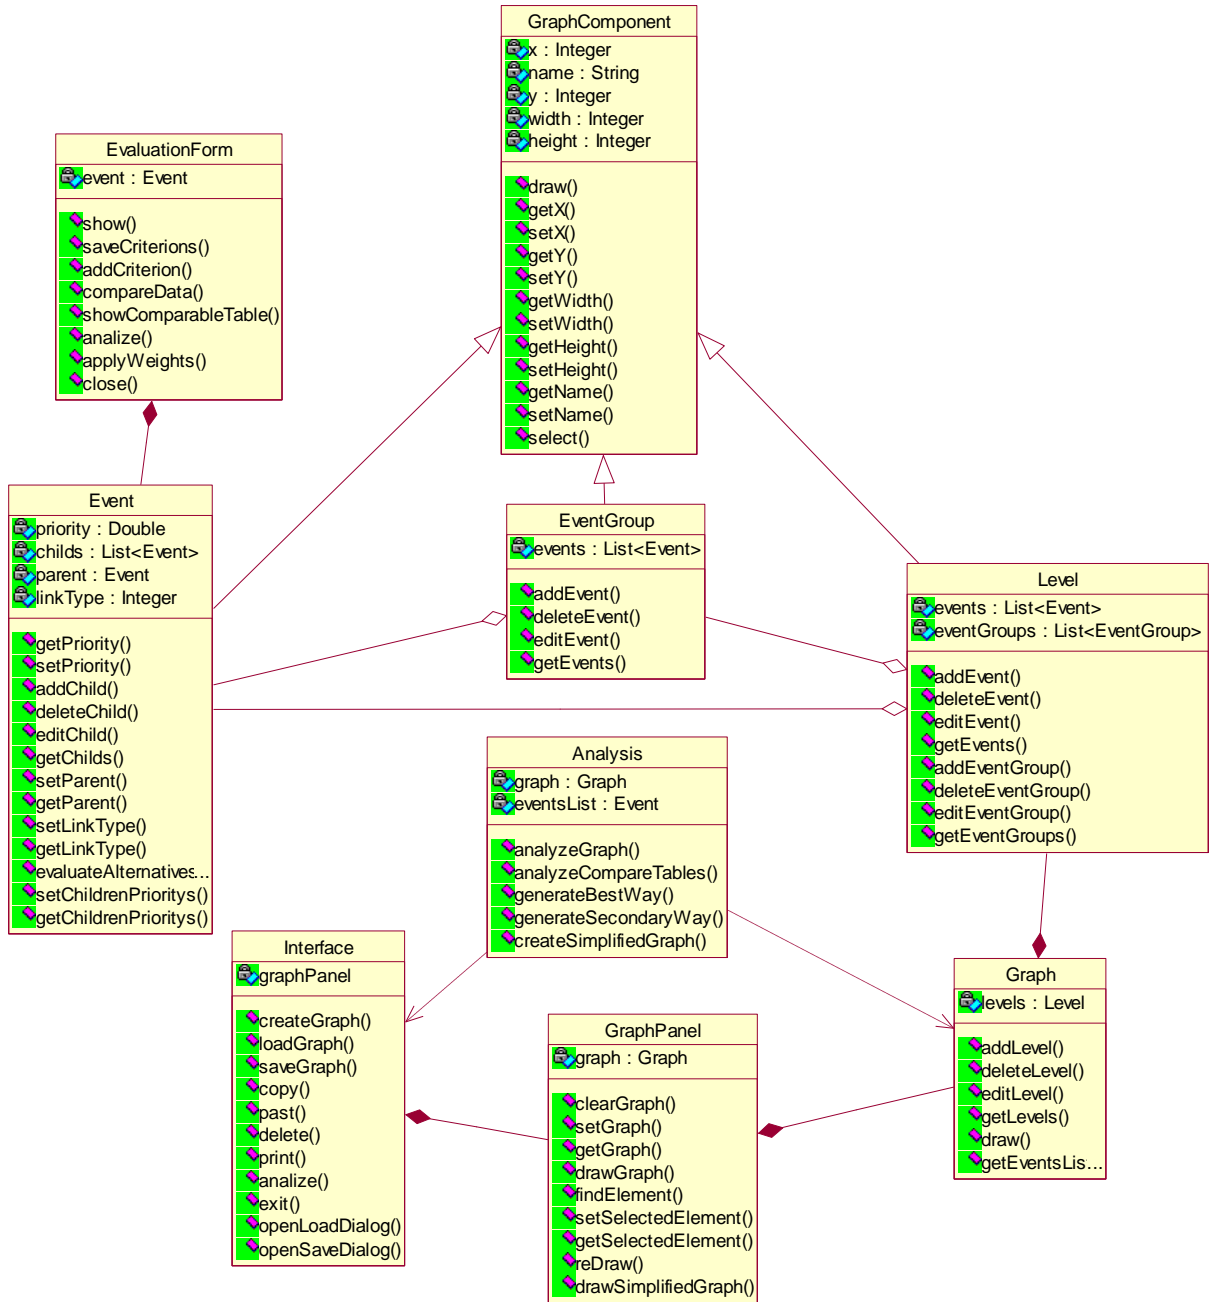 GraphComponent
x : Integer
name : String
y : Integer
width : Integer
height : Integer
draw()
getX()
setX()
getY()
setY()
getWidth()
setWidth()
getHeight()
setHeight()
getName()
setName()
select()
EvaluationForm
event : Event
show()
saveCriterions()
addCriterion()
compareData()
showComparableTable()
analize()
applyWeights()
close()
Event
priority : Double
childs : List<Event>
parent : Event
linkType : Integer
getPriority()
setPriority()
addChild()
deleteChild()
editChild()
getChilds()
setParent()
getParent()
setLinkType()
getLinkType()
evaluateAlternatives...
setChildrenPrioritys()
getChildrenPrioritys()
EventGroup
events : List<Event>
addEvent()
deleteEvent()
editEvent()
getEvents()
Level
events : List<Event>
eventGroups : List<EventGroup>
addEvent()
deleteEvent()
editEvent()
getEvents()
addEventGroup()
deleteEventGroup()
editEventGroup()
getEventGroups()
Analysis
graph : Graph
eventsList : Event
analyzeGraph()
analyzeCompareTables()
generateBestWay()
generateSecondaryWay()
createSimplifiedGraph()
Interface
graphPanel
createGraph()
loadGraph()
saveGraph()
copy()
past()
delete()
print()
analize()
exit()
openLoadDialog()
openSaveDialog()
GraphPanel
graph : Graph
clearGraph()
setGraph()
getGraph()
drawGraph()
findElement()
setSelectedElement()
getSelectedElement()
reDraw()
drawSimplifiedGraph()
Graph
levels : Level
addLevel()
deleteLevel()
editLevel()
getLevels()
draw()
getEventsLis...